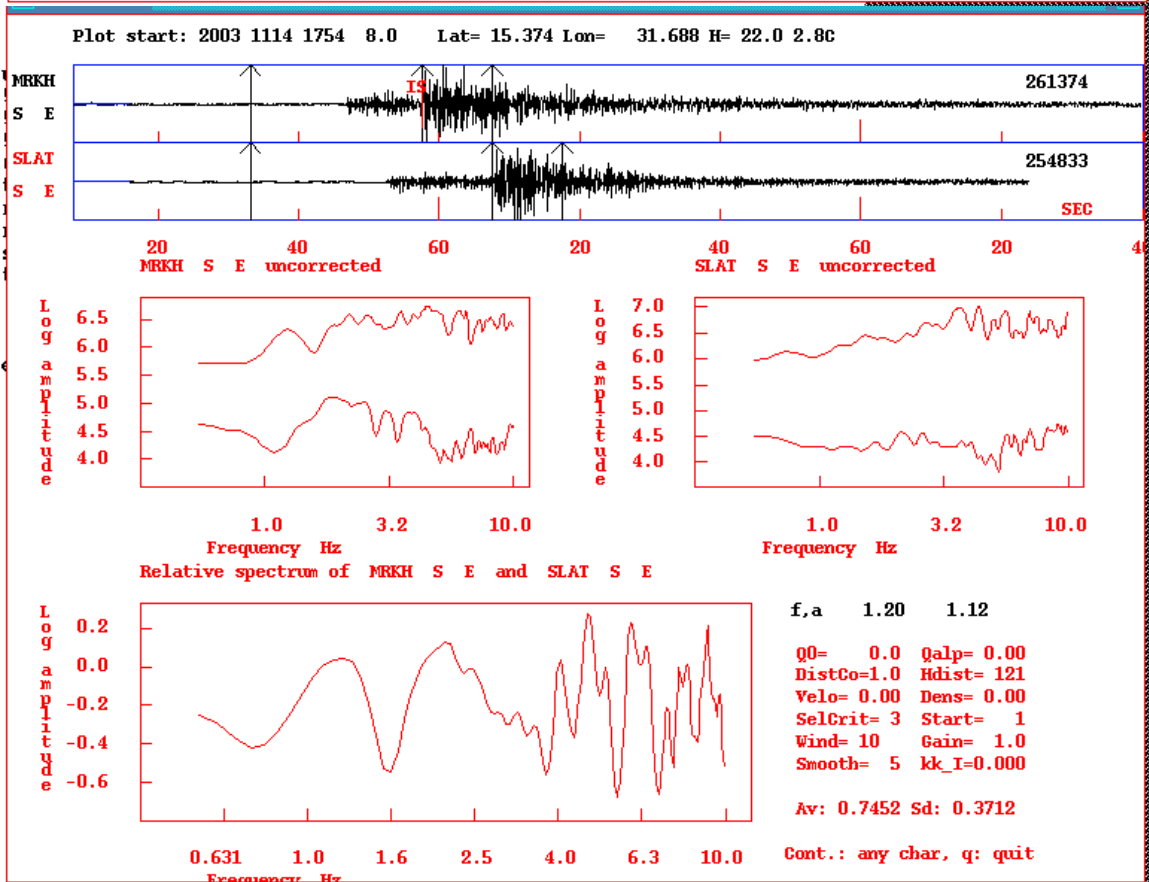 Plot start: 2003 1114 1754 8.0 Lat= 15.374 Lon= 31.688 H= 22.0 2.8C
MRKH
S E
IS
261374
SLAT
S E
254833
SEC
20 40 60 20 40 60 20 40
MRKH S E uncorrected
SLAT S E uncorrected
Log amplitude
6.5
6.0
5.5
5.0
4.5
4.0
1.0 3.2 10.0
Frequency Hz
Log amplitude
7.0
6.5
6.0
5.5
5.0
4.5
4.0
1.0 3.2 10.0
Frequency Hz
Relative spectrum of MRKH S E and SLAT S E
Log amplitude
0.2
0.0
-0.2
-0.4
-0.6
0.631 1.0 1.6 2.5 4.0 6.3 10.0
Frequency Hz
f,a 1.20 1.12
Q0= 0.0 Qalp= 0.00
DistCo=1.0 Hdist= 121
Velo= 0.00 Dens= 0.00
SelCrit= 3 Start= 1
Wind= 10 Gain= 1.0
Smooth= 5 kk_I=0.000
Av: 0.7452 Sd: 0.3712
Cont.: any char, q: quit